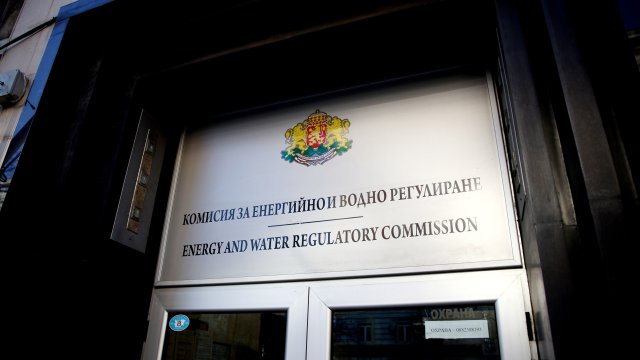 КОМИСИЯ ЗА ЕНЕРГИЙНО И ВОДНО РЕГУЛИРАНЕ
ENERGY AND WATER REGULATORY COMMISSION
ОХРАНА